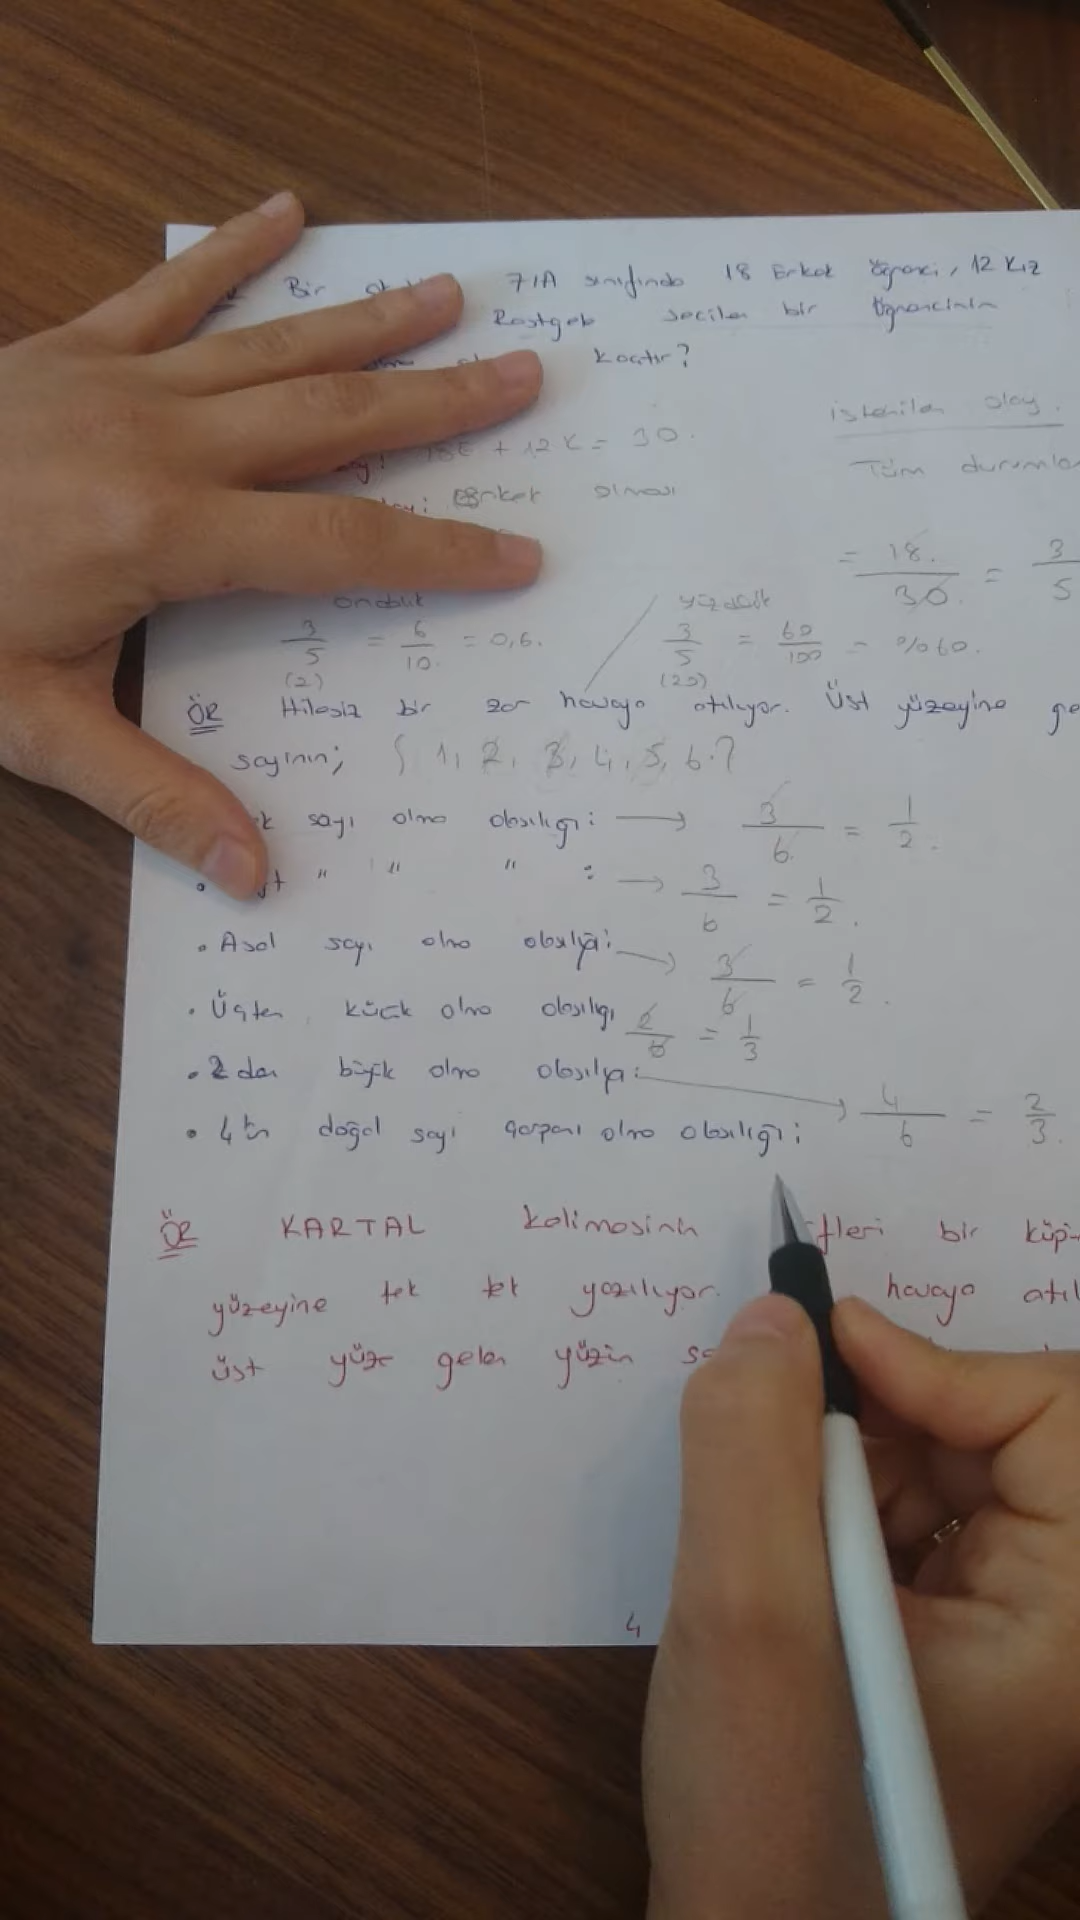 Bir 7/A sınıfında 18 Erkek Öğrenci, 12 Kız
Rastgele seçilen bir öğrencinin
kaçtır?
18E + 12K = 30.
Erkek olması
istenilen olay.
Tüm durumlar
= 18/30 = 3/5
ondalık
3/5 = 6/10 = 0,6.
(2)
yüzdelik
3/5 = 60/100 = %60.
(20)
ÖR Hilesiz bir zar havaya atılıyor. Üst yüzeyine ge
sayının; { 1, 2, 3, 4, 5, 6.}
k sayı olma olasılığı: → 3/6 = 1/2.
• t " " " : → 3/6 = 1/2.
• Asal sayı olma olasılığı: → 3/6 = 1/2.
• Üçten küçük olma olasılığı 2/6 = 1/3
• 2 den büyük olma olasılığı: → 4/6 = 2/3.
• 4'ün doğal sayı çarpanı olma olasılığı:
ÖR KARTAL kelimesinin fleri bir küp
yüzeyine tek tek yazılıyor. havaya atıl
üst yüze gelen yüzün se
4